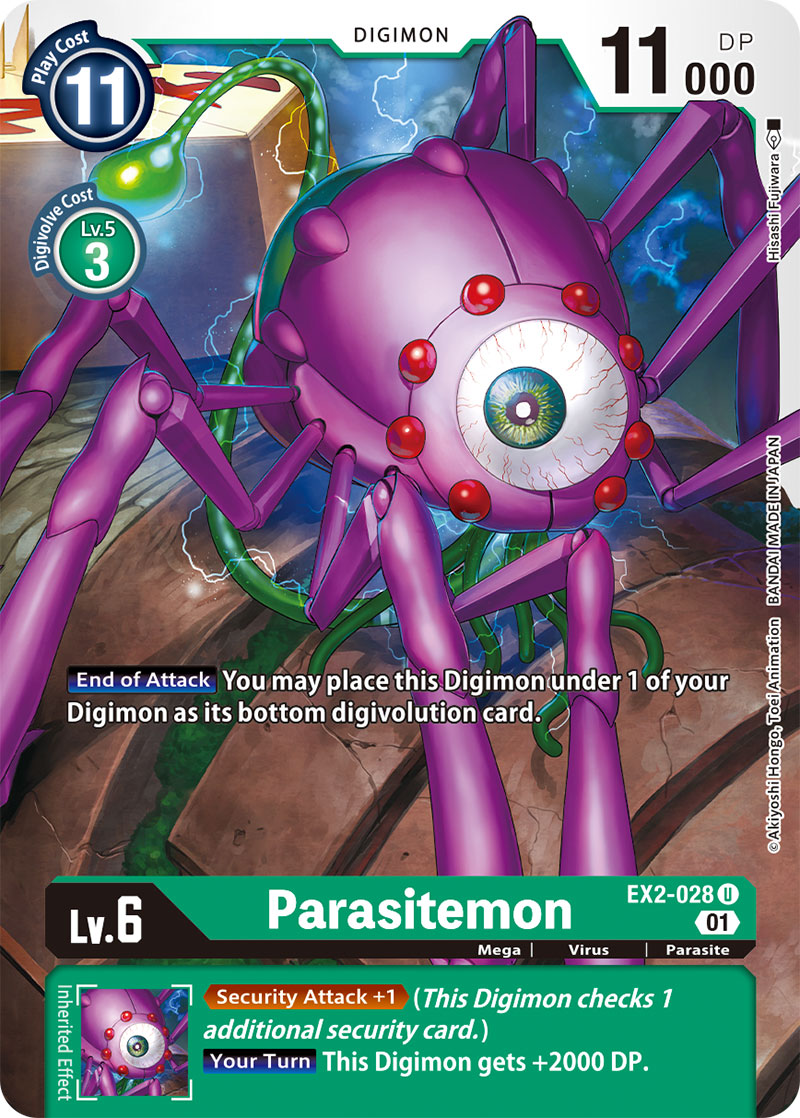 Play Cost
11
DIGIMON
11000
DP
Digivolve Cost
Lv.5
3
Hisashi Fujiwara
©Akiyoshi Hongo, Toei Animation BANDAI MADE IN JAPAN
End of Attack You may place this Digimon under 1 of your
Digimon as its bottom digivolution card.
Lv.6
Parasitemon
EX2-028 U
01
Mega | Virus | Parasite
Inherited Effect
Security Attack +1 (This Digimon checks 1
additional security card.)
Your Turn This Digimon gets +2000 DP.